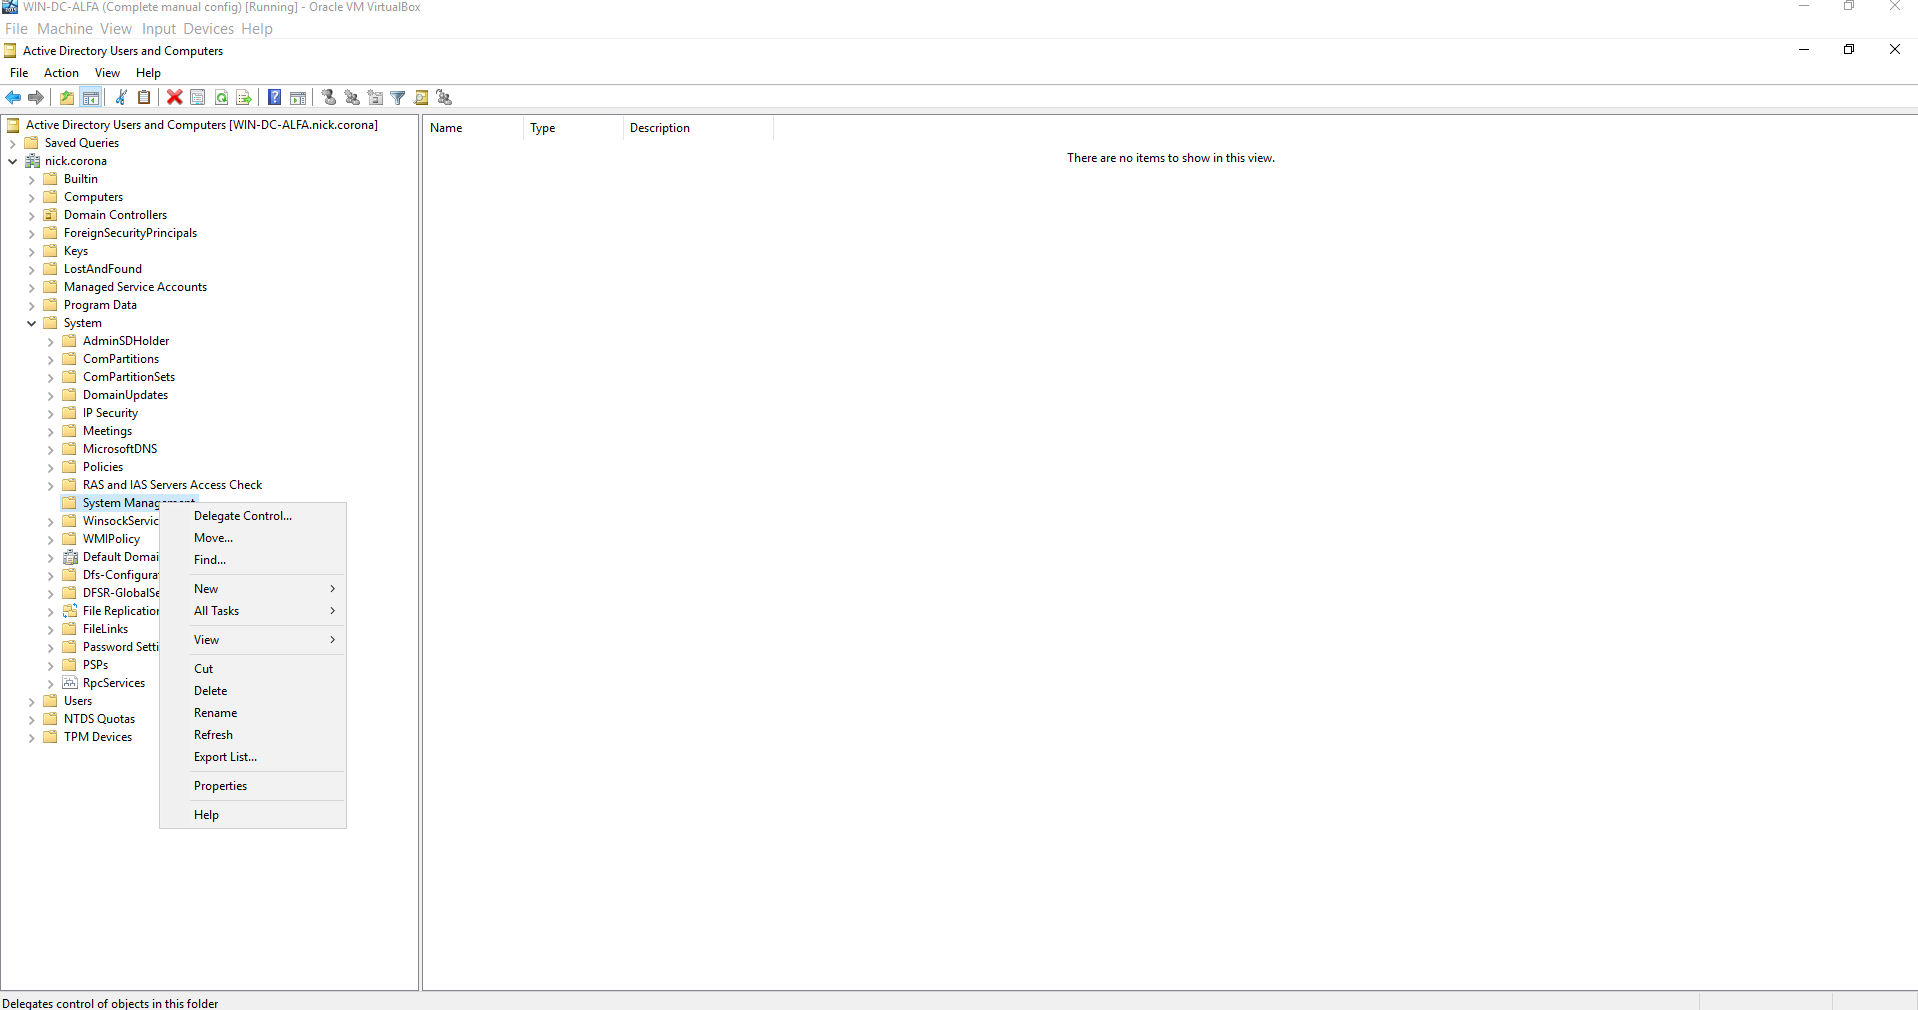 WIN-DC-ALFA (Complete manual config) [Running] - Oracle VM VirtualBox
File Machine View Input Devices Help
Active Directory Users and Computers
File Action View Help
Active Directory Users and Computers [WIN-DC-ALFA.nick.corona]
Saved Queries
nick.corona
Builtin
Computers
Domain Controllers
ForeignSecurityPrincipals
Keys
LostAndFound
Managed Service Accounts
Program Data
System
AdminSDHolder
ComPartitions
ComPartitionSets
DomainUpdates
IP Security
Meetings
MicrosoftDNS
Policies
RAS and IAS Servers Access Check
System Management
WinsockServic
WMIPolicy
Default Domai
Dfs-Configurat
DFSR-GlobalSe
File Replication
FileLinks
Password Setti
PSPs
RpcServices
Users
NTDS Quotas
TPM Devices
Delegate Control...
Move...
Find...
New
All Tasks
View
Cut
Delete
Rename
Refresh
Export List...
Properties
Help
Name Type Description
There are no items to show in this view.
Delegates control of objects in this folder